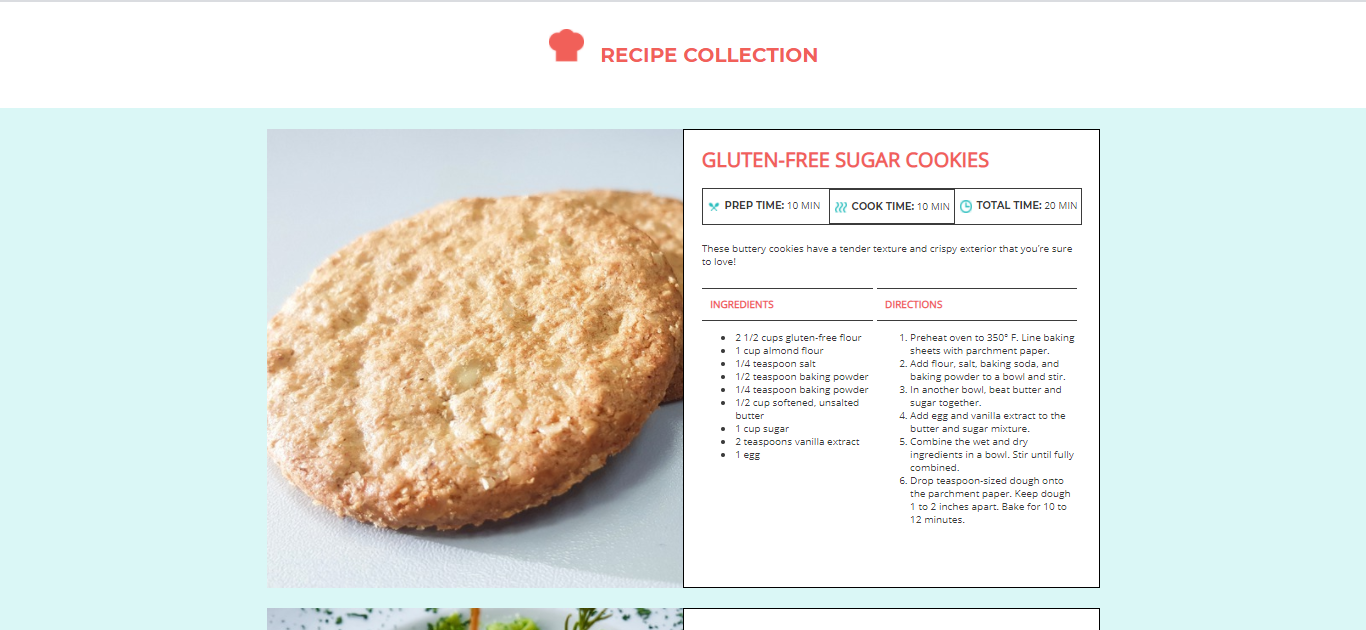 RECIPE COLLECTION
GLUTEN-FREE SUGAR COOKIES
PREP TIME: 10 MIN COOK TIME: 10 MIN TOTAL TIME: 20 MIN
These buttery cookies have a tender texture and crispy exterior that you're sure
to love!
INGREDIENTS
• 2 1/2 cups gluten-free flour
• 1 cup almond flour
• 1/4 teaspoon salt
• 1/2 teaspoon baking powder
• 1/4 teaspoon baking powder
• 1/2 cup softened, unsalted
butter
• 1 cup sugar
• 2 teaspoons vanilla extract
• 1 egg
DIRECTIONS
1. Preheat oven to 350° F. Line baking
sheets with parchment paper.
2. Add flour, salt, baking soda, and
baking powder to a bowl and stir.
3. In another bowl, beat butter and
sugar together.
4. Add egg and vanilla extract to the
butter and sugar mixture.
5. Combine the wet and dry
ingredients in a bowl. Stir until fully
combined.
6. Drop teaspoon-sized dough onto
the parchment paper. Keep dough
1 to 2 inches apart. Bake for 10 to
12 minutes.